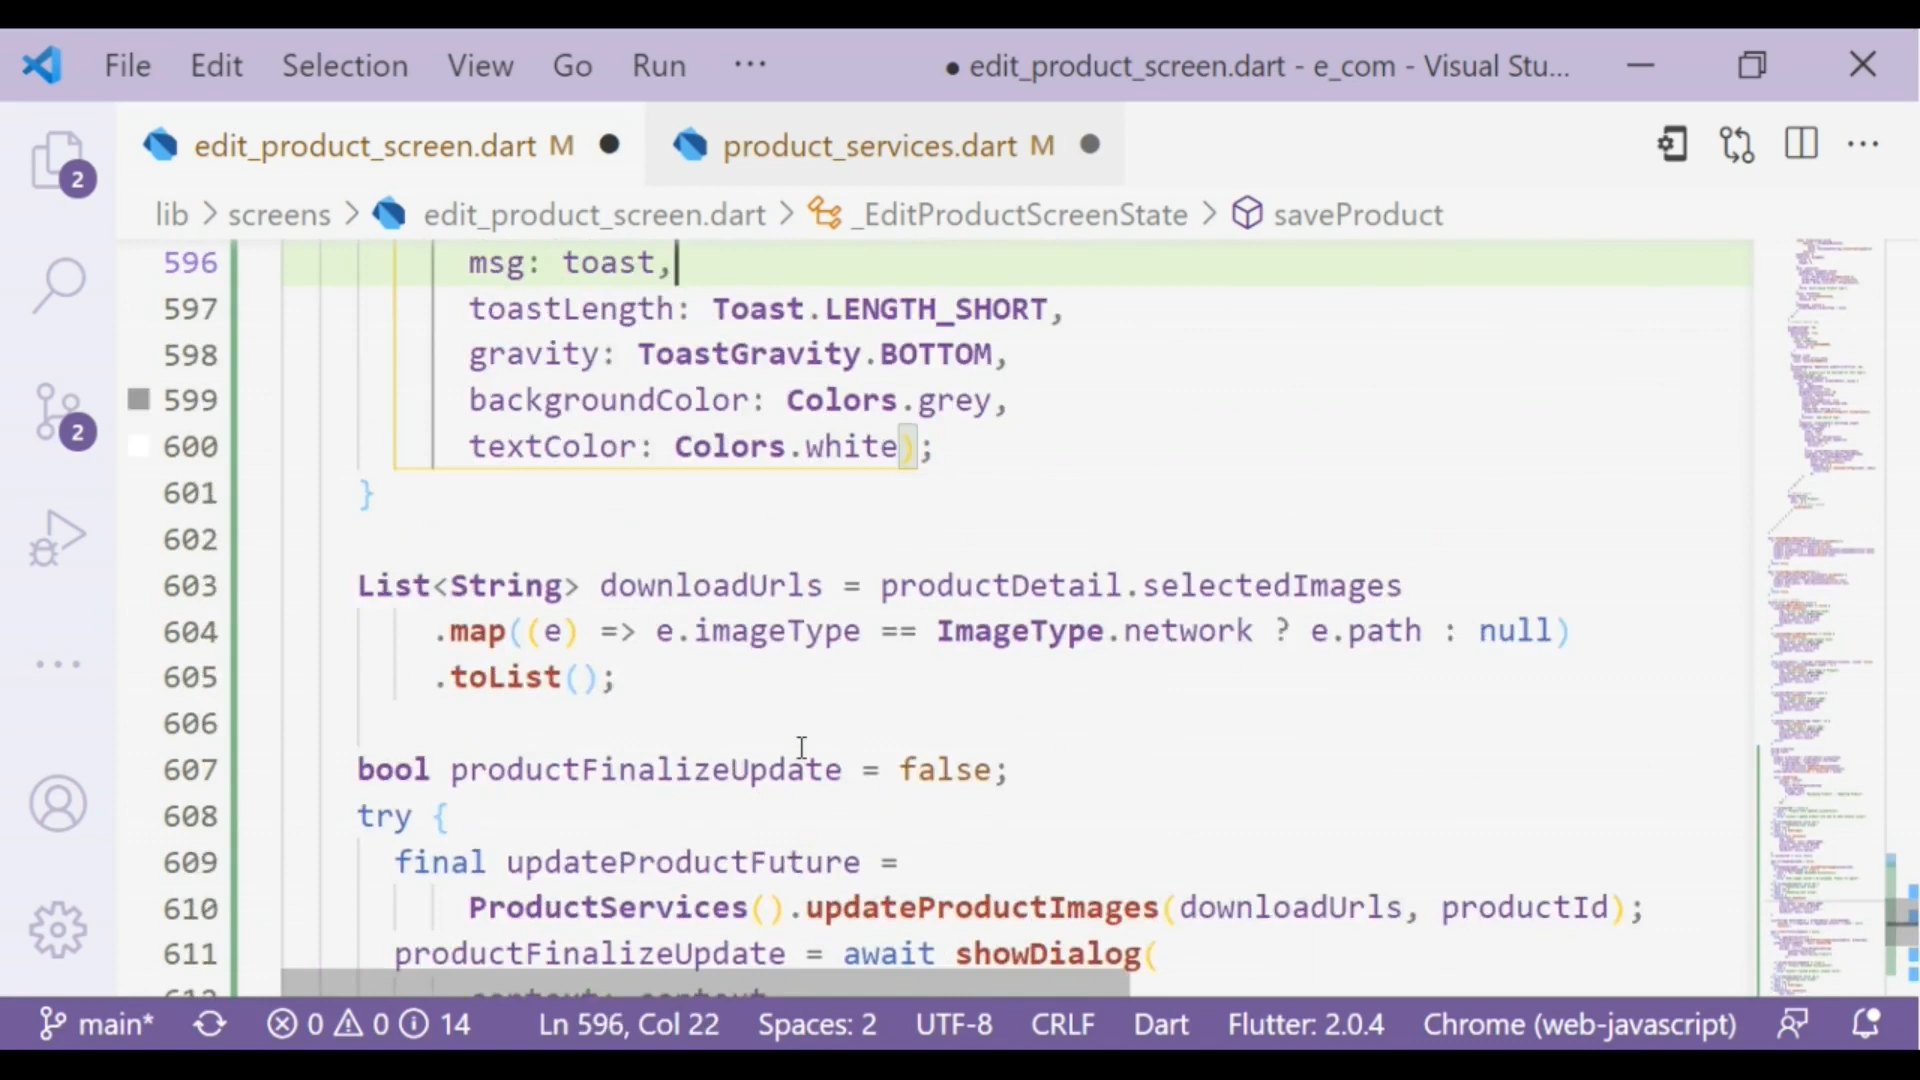 File Edit Selection View Go Run ··· ● edit_product_screen.dart - e_com - Visual Stu...
edit_product_screen.dart M ● product_services.dart M ●
lib > screens > edit_product_screen.dart > _EditProductScreenState > saveProduct
2
2
596 msg: toast,
597 toastLength: Toast.LENGTH_SHORT,
598 gravity: ToastGravity.BOTTOM,
599 backgroundColor: Colors.grey,
600 textColor: Colors.white);
601 }
602
603 List<String> downloadUrls = productDetail.selectedImages
604 .map((e) => e.imageType == ImageType.network ? e.path : null)
605 .toList();
606
607 bool productFinalizeUpdate = false;
608 try {
609 final updateProductFuture =
610 ProductServices().updateProductImages(downloadUrls, productId);
611 productFinalizeUpdate = await showDialog(
main* 0 0 14 Ln 596, Col 22 Spaces: 2 UTF-8 CRLF Dart Flutter: 2.0.4 Chrome (web-javascript)